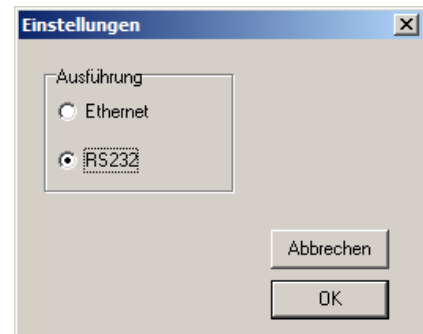 Einstellungen
Ausführung
Ethernet
RS232
Abbrechen
OK